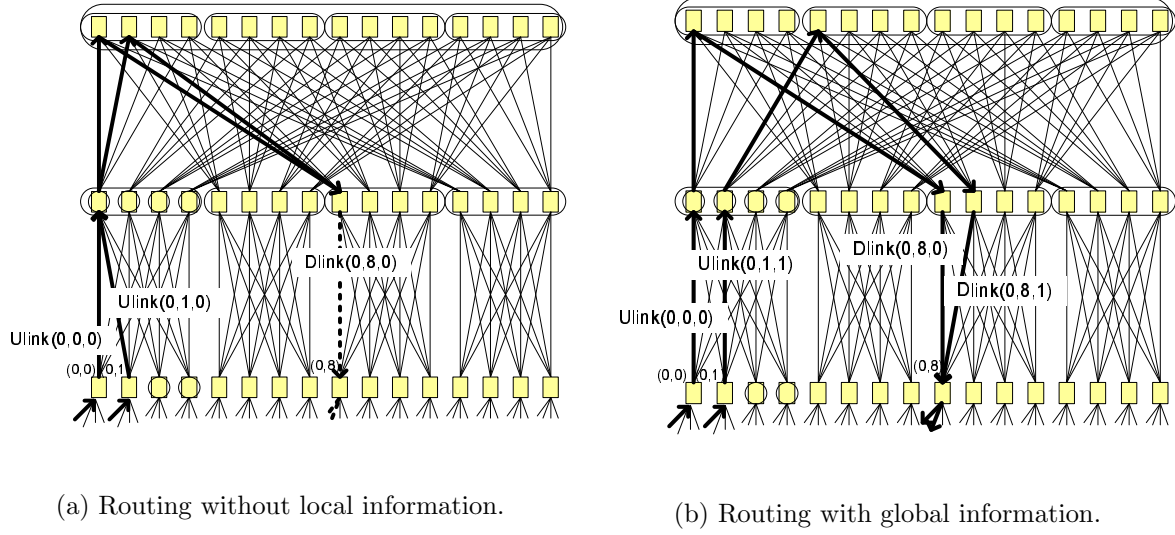 Dlink(0,8,0)
Ulink(0,1,0)
Ulink(0,0,0)
(0,0) (0,1 (0,8)
(a) Routing without local information.
Dlink(0,8,0)
Ulink(0,1,1)
Dlink(0,8,1)
Ulink(0,0,0)
(0,8)
(0,0) (0,1)
(b) Routing with global information.